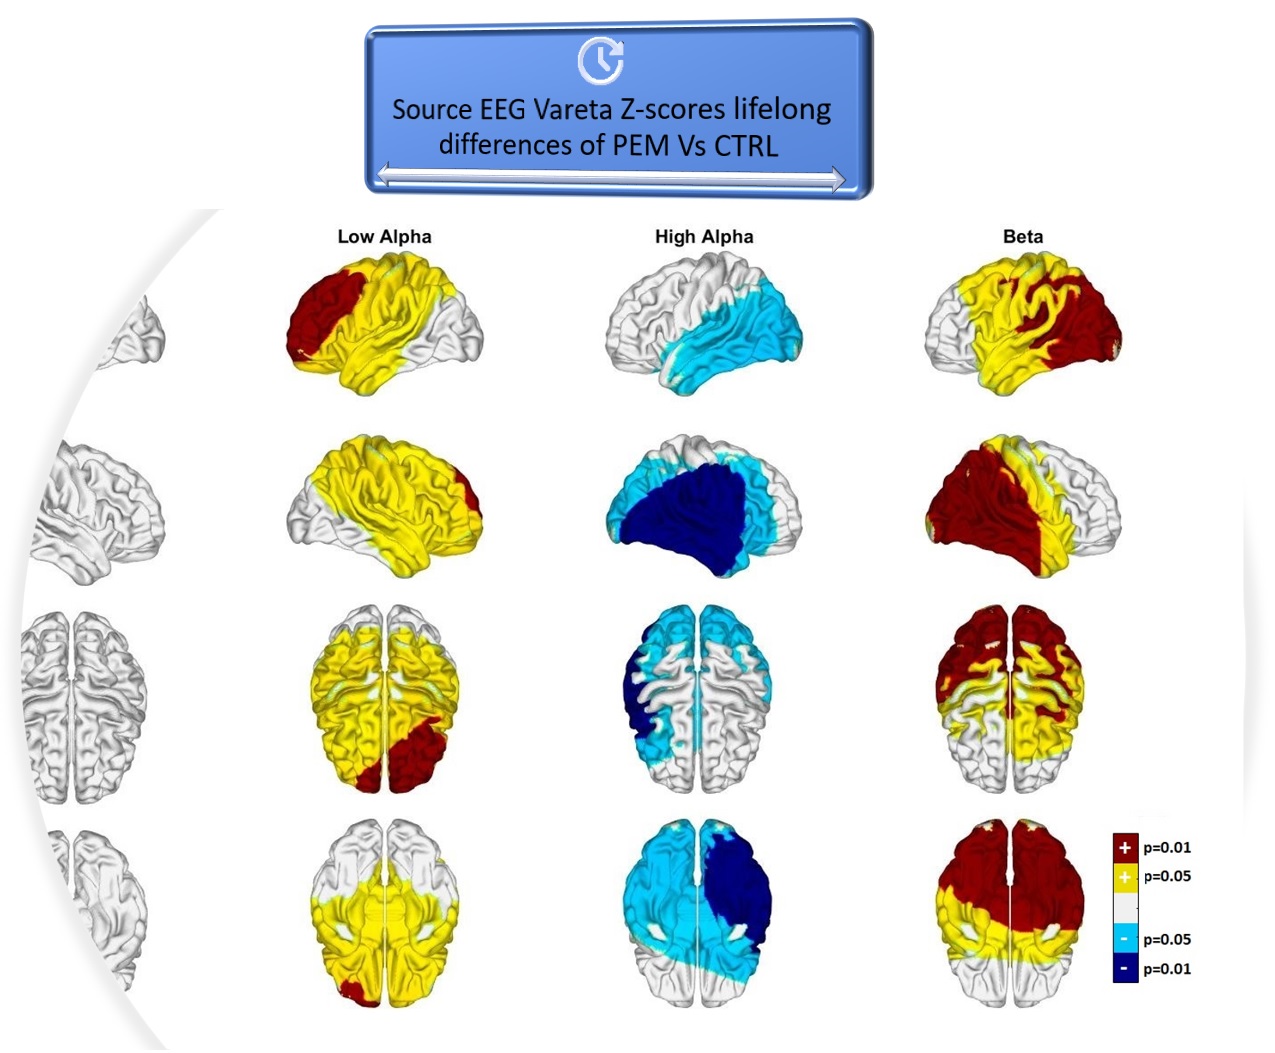 Source EEG Vareta Z-scores lifelong
differences of PEM Vs CTRL
Low Alpha
High Alpha
Beta
+ p=0.01
+ p=0.05
- p=0.05
- p=0.01